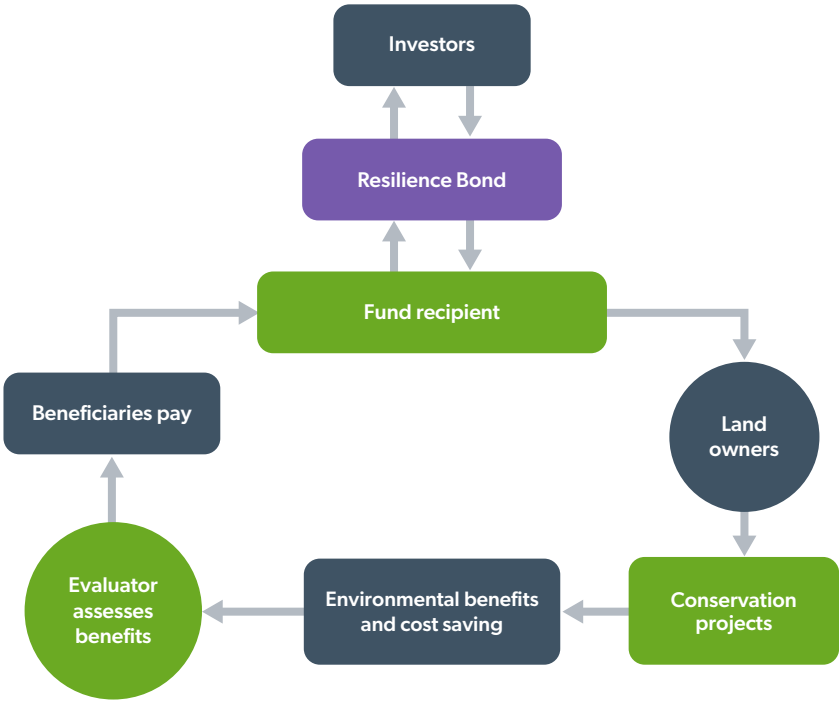 Investors
Resilience Bond
Fund recipient
Beneficiaries pay
Land
owners
Evaluator
assesses
benefits
Environmental benefits
and cost saving
Conservation
projects